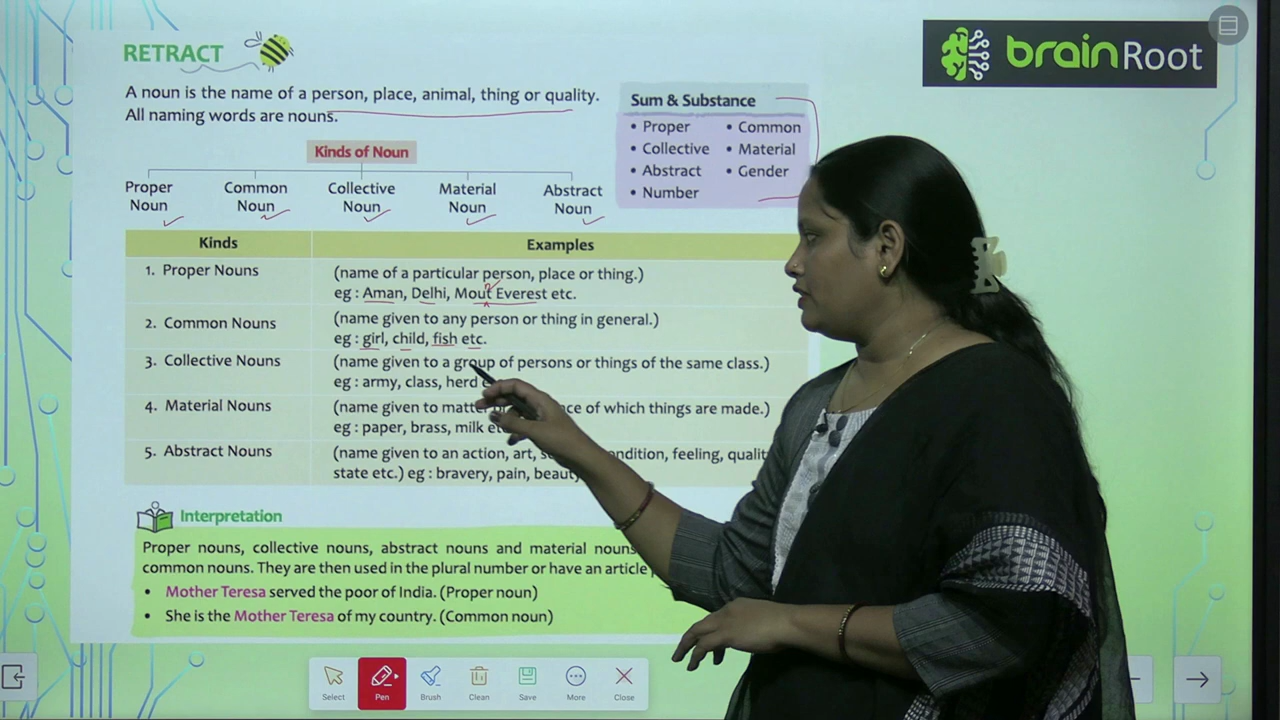 RETRACT
brainRoot
A noun is the name of a person, place, animal, thing or quality.
All naming words are nouns.
Sum & Substance
• Proper • Common
• Collective • Material
• Abstract • Gender
• Number
Kinds of Noun
Proper Noun
Common Noun
Collective Noun
Material Noun
Abstract Noun
Kinds Examples
1. Proper Nouns
(name of a particular person, place or thing.)
eg : Aman, Delhi, Mout Everest etc.
2. Common Nouns
(name given to any person or thing in general.)
eg : girl, child, fish etc.
3. Collective Nouns
(name given to a group of persons or things of the same class.)
eg : army, class, herd
4. Material Nouns
(name given to of which things are made.)
eg : paper, brass, milk
5. Abstract Nouns
(name given to an action, art, feeling,
state etc.) eg : bravery, pain,
Interpretation
Proper nouns, collective nouns, abstract nouns and material nouns
common nouns. They are then used in the plural number or have an article
• Mother Teresa served the poor of India. (Proper noun)
• She is the Mother Teresa of my country. (Common noun)
Select Pen Brush Clean Save More Close